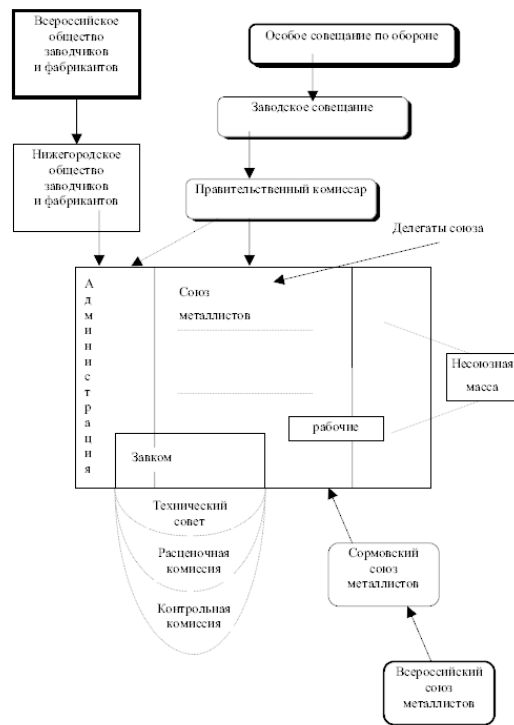 Всероссийское
общество
заводчиков
и фабрикантов
Особое совещание по обороне
Заводское совещание
Нижегородское
общество
заводчиков
и фабрикантов
Правительственный комиссар
Делегаты союза
Администрация
Союз
металлистов
Несоюзная
масса
рабочие
Завком
Технический
совет
Расценочная
комиссия
Контрольная
комиссия
Сормовский
союз
металлистов
Всероссийский
союз
металлистов